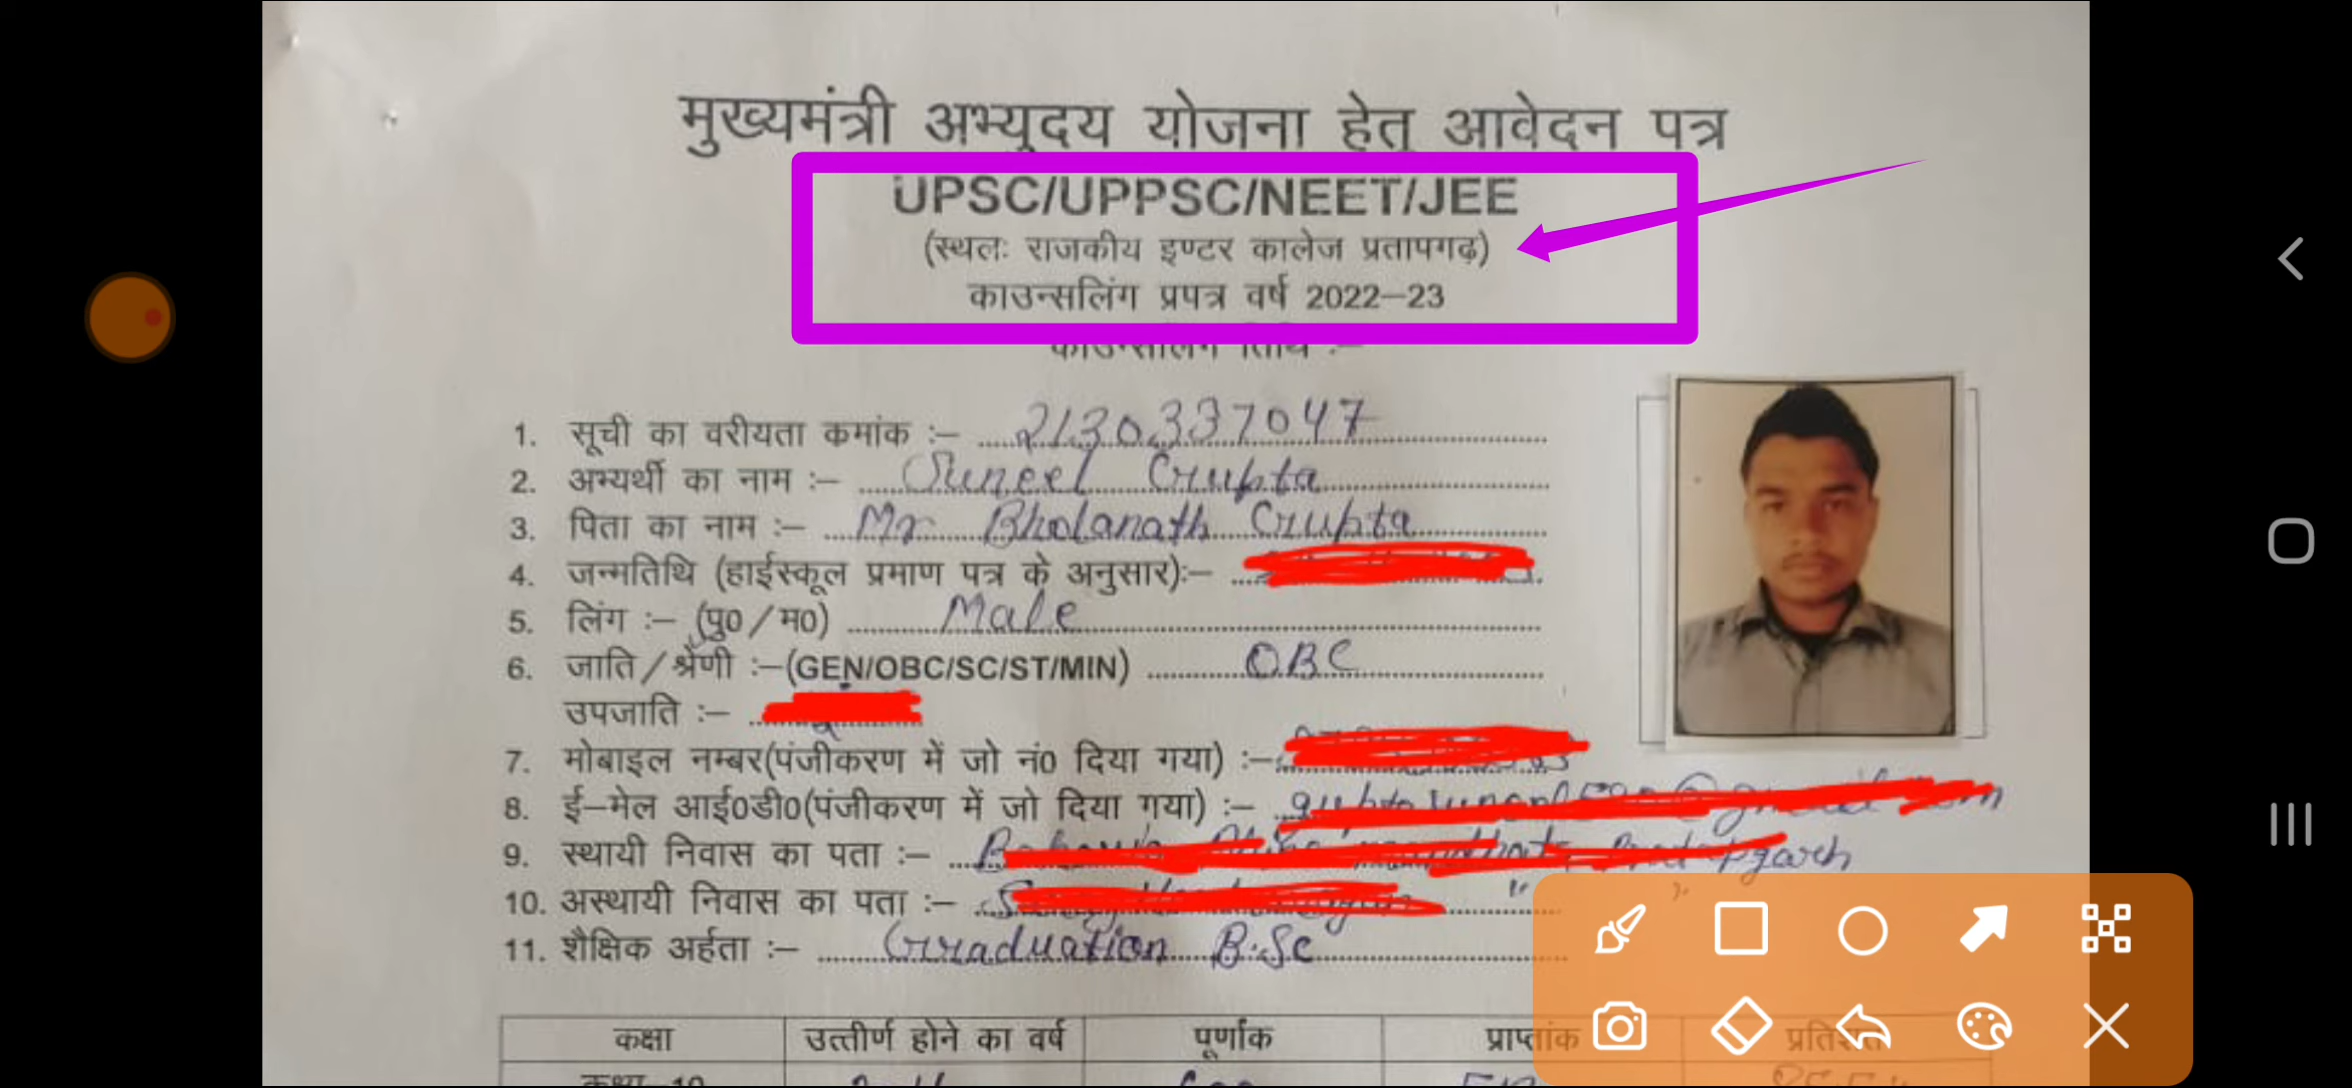 मुख्यमंत्री अभ्युदय योजना हेतु आवेदन पत्र
UPSC/UPPSC/NEET/JEE
(स्थलः राजकीय इण्टर कालेज प्रतापगढ़)
काउन्सलिंग प्रपत्र वर्ष 2022–23
काउन्सलिंग तिथि :–
1. सूची का वरीयता कमांक :– 2130337047
2. अभ्यर्थी का नाम :– Suneel Gupta
3. पिता का नाम :– Mr Bholanath Gupta
4. जन्मतिथि (हाईस्कूल प्रमाण पत्र के अनुसार):–
5. लिंग :– (पु0/म0) Male
6. जाति/श्रेणी :–(GEN/OBC/SC/ST/MIN) OBC
उपजाति :–
7. मोबाइल नम्बर(पंजीकरण में जो नं0 दिया गया) :–
8. ई–मेल आई0डी0(पंजीकरण में जो दिया गया) :–
9. स्थायी निवास का पता :–
10. अस्थायी निवास का पता :–
11. शैक्षिक अर्हता :– Graduation B.Sc
कक्षा उत्तीर्ण होने का वर्ष पूर्णांक प्राप्तांक प्रतिशत